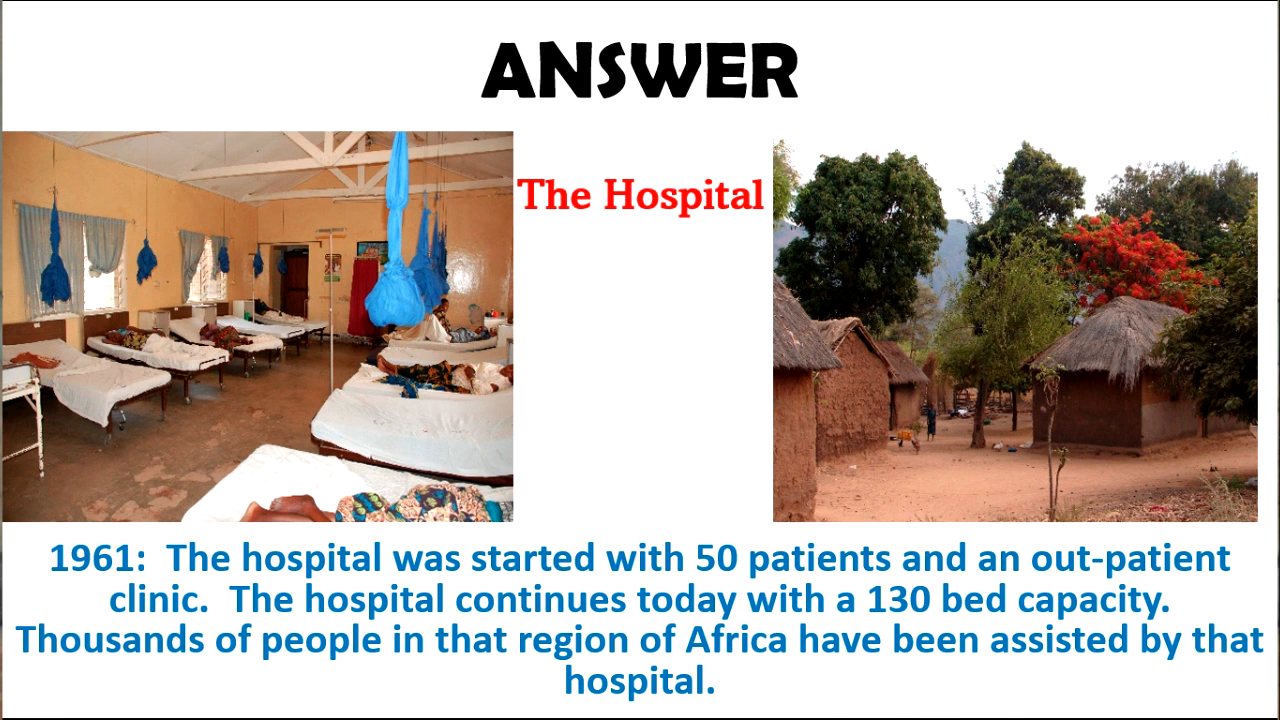 ANSWER
The Hospital
1961:  The hospital was started with 50 patients and an out-patient
clinic.  The hospital continues today with a 130 bed capacity.
Thousands of people in that region of Africa have been assisted by that
hospital.